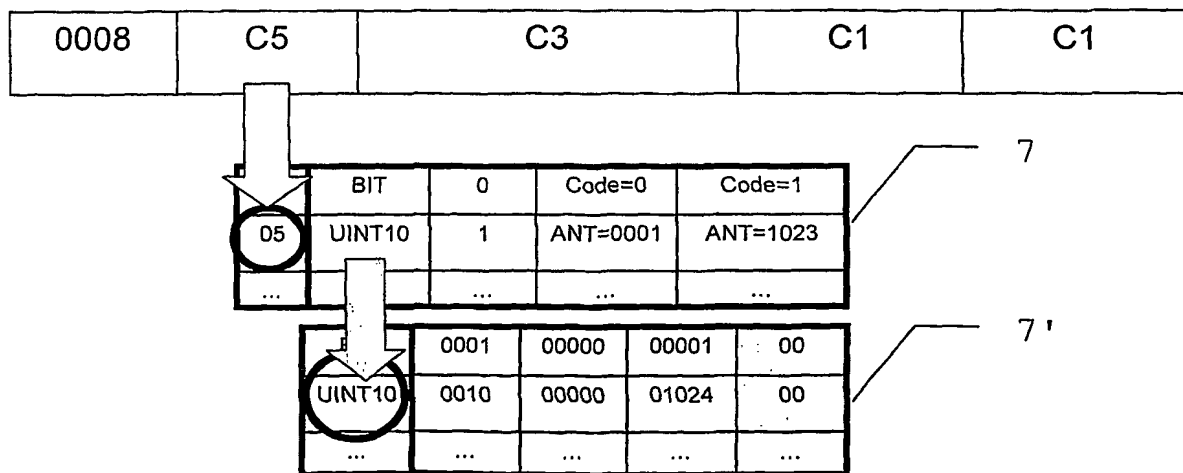 0008 C5 C3 C1 C1
7
BIT 0 Code=0 Code=1
05 UINT10 1 ANT=0001 ANT=1023
... ... ... ...
7'
0001 00000 00001 00
UINT10 0010 00000 01024 00
... ... ... ... ...